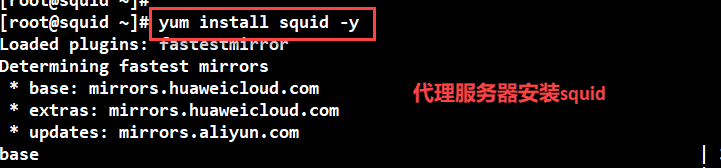 [root@squid ~]#
[root@squid ~]# yum install squid -y
Loaded plugins: fastestmirror
Determining fastest mirrors
 * base: mirrors.huaweicloud.com
 * extras: mirrors.huaweicloud.com
代理服务器安装squid
 * updates: mirrors.aliyun.com
base |